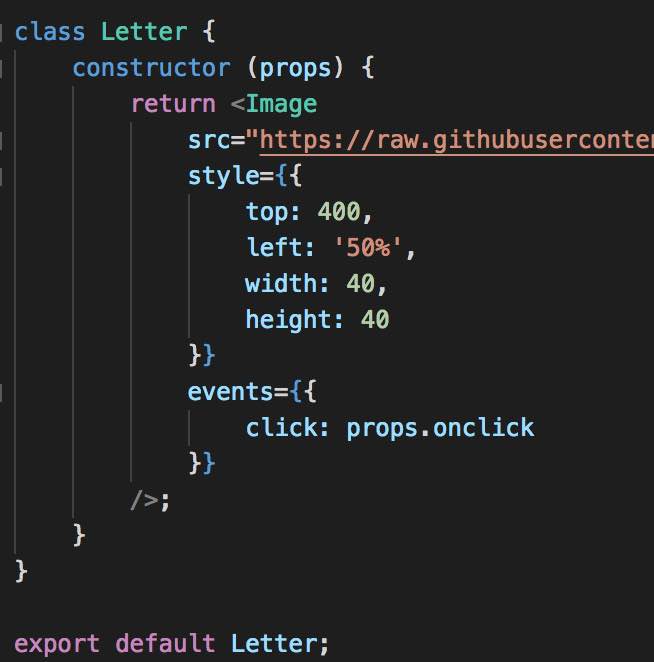 class Letter {
constructor (props) {
return <Image
src="https://raw.githubuserconte
style={{
top: 400,
left: '50%',
width: 40,
height: 40
}}
events={{
click: props.onclick
}}
/>;
}
}
export default Letter;